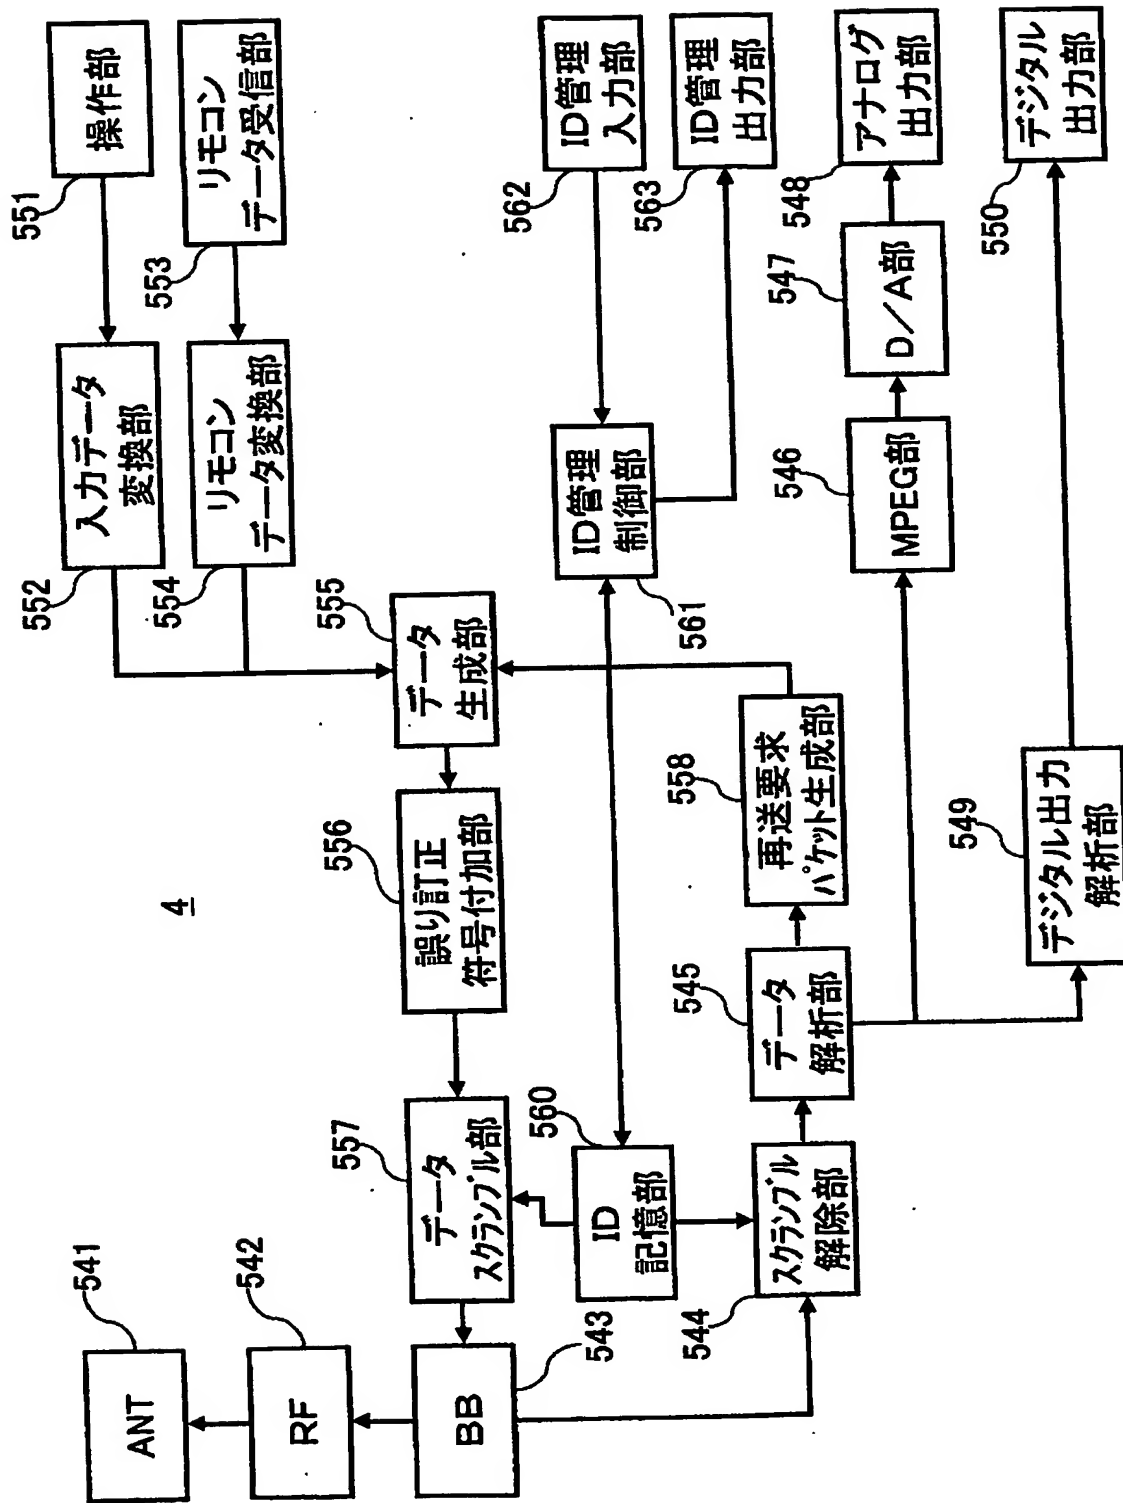 4
541
ANT
542
RF
543
BB
557
データ
スクランブル部
556
誤り訂正
符号付加部
555
データ
生成部
552
入力データ
変換部
551
操作部
554
リモコン
データ変換部
553
リモコン
データ受信部
560
ID
記憶部
561
ID管理
制御部
562
ID管理
入力部
563
ID管理
出力部
544
スクランブル
解除部
545
データ
解析部
558
再送要求
パケット生成部
546
MPEG部
547
D/A部
548
アナログ
出力部
549
デジタル出力
解析部
550
デジタル
出力部